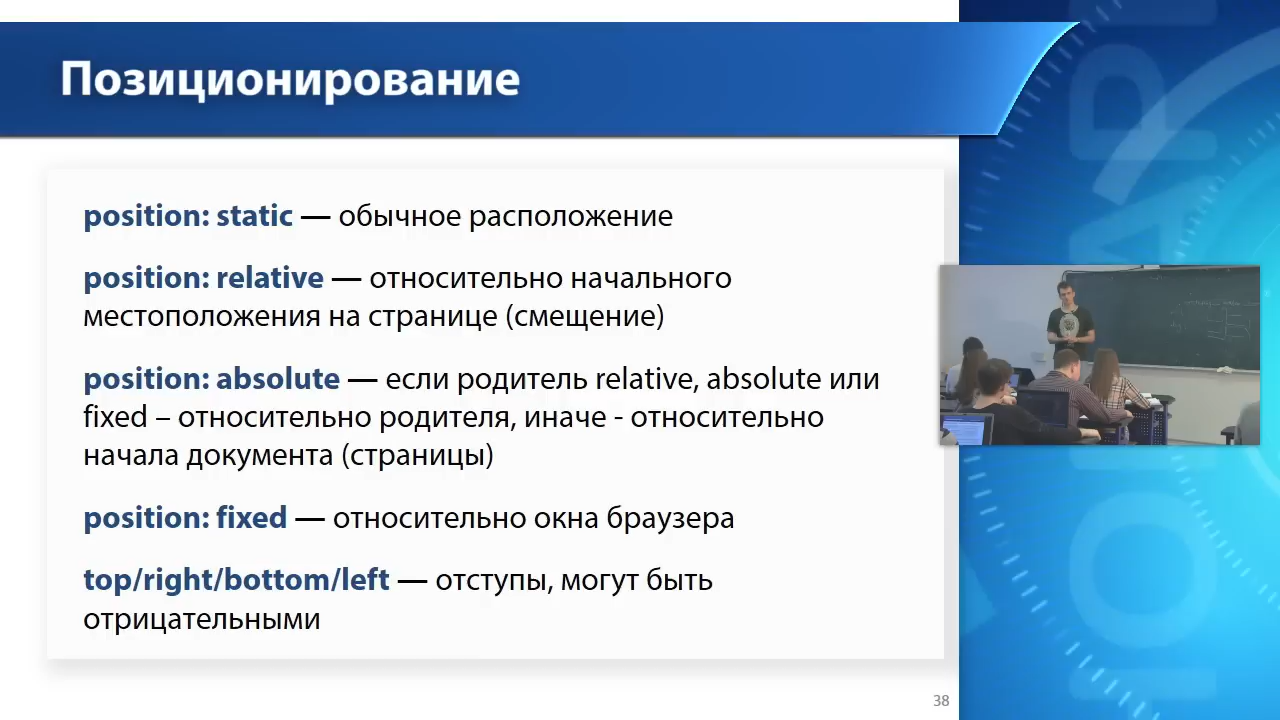 Позиционирование
position: static — обычное расположение
position: relative — относительно начального
местоположения на странице (смещение)
position: absolute — если родитель relative, absolute или
fixed – относительно родителя, иначе - относительно
начала документа (страницы)
position: fixed — относительно окна браузера
top/right/bottom/left — отступы, могут быть
отрицательными
38